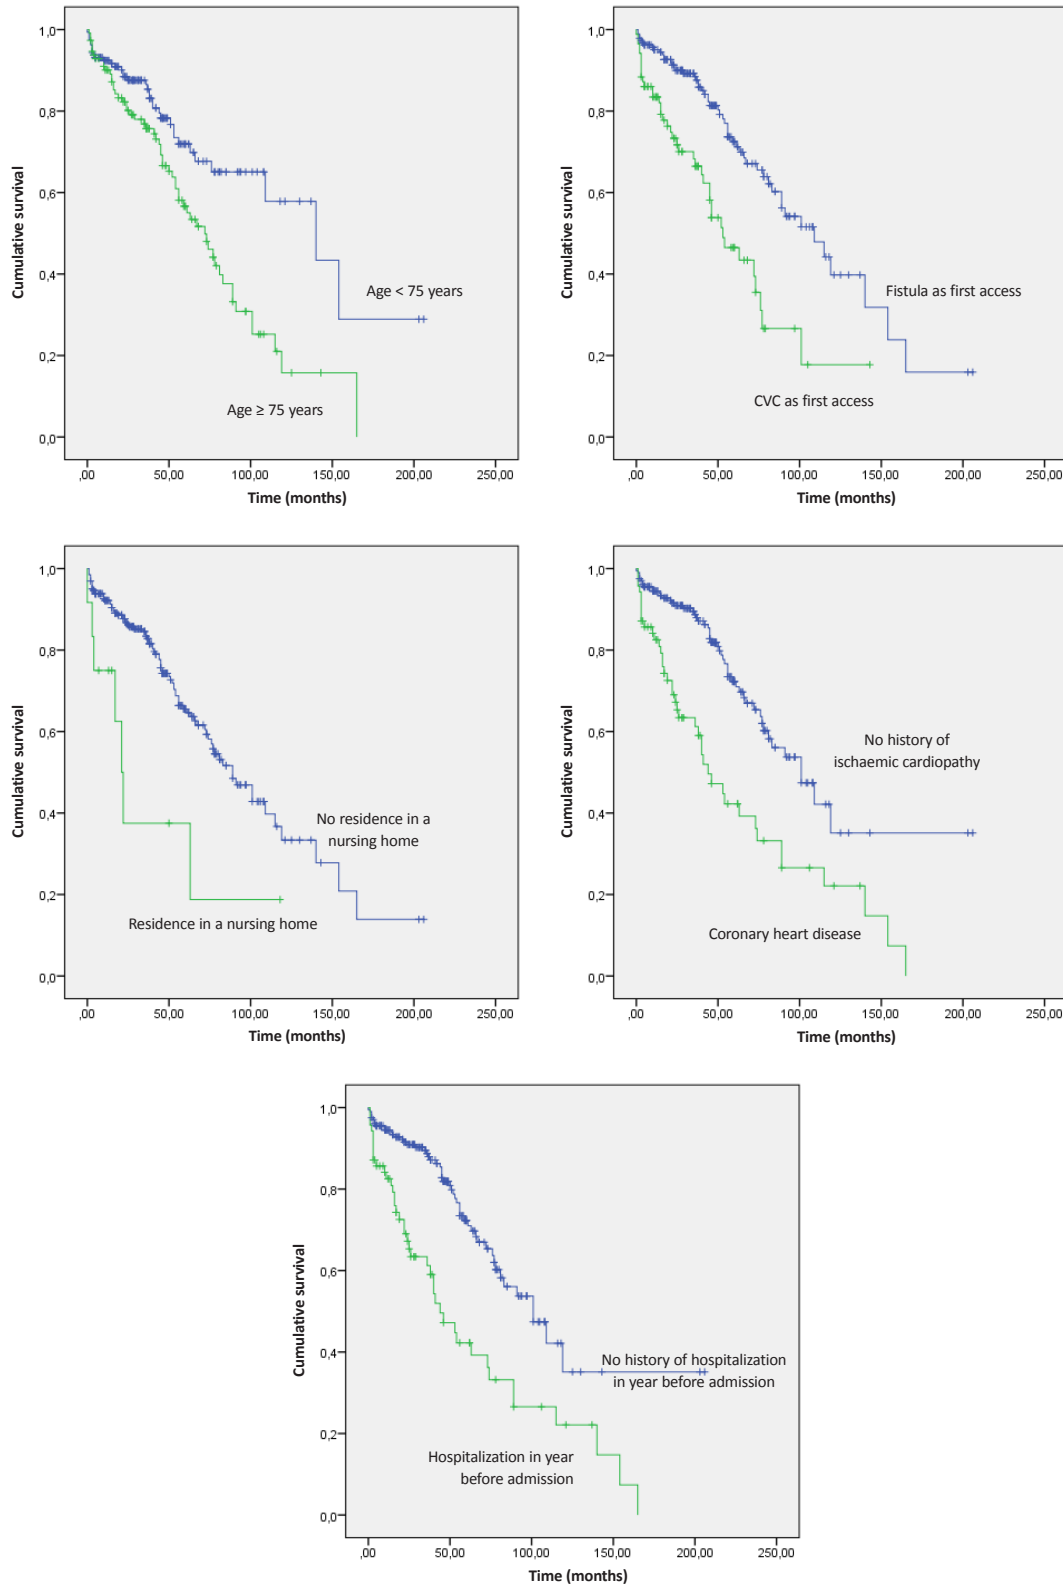 1,0
0,8
0,6
0,4
0,2
0,0
Cumulative survival
Age < 75 years
Age ≥ 75 years
,00 50,00 100,00 150,00 200,00 250,00
Time (months)
1,0
0,8
0,6
0,4
0,2
0,0
Cumulative survival
Fistula as first access
CVC as first access
,00 50,00 100,00 150,00 200,00 250,00
Time (months)
1,0
0,8
0,6
0,4
0,2
0,0
Cumulative survival
No residence in a
nursing home
Residence in a nursing home
,00 50,00 100,00 150,00 200,00 250,00
Time (months)
1,0
0,8
0,6
0,4
0,2
0,0
Cumulative survival
No history of
ischaemic cardiopathy
Coronary heart disease
,00 50,00 100,00 150,00 200,00 250,00
Time (months)
1,0
0,8
0,6
0,4
0,2
0,0
Cumulative survival
No history of hospitalization
in year before admission
Hospitalization in year
before admission
,00 50,00 100,00 150,00 200,00 250,00
Time (months)